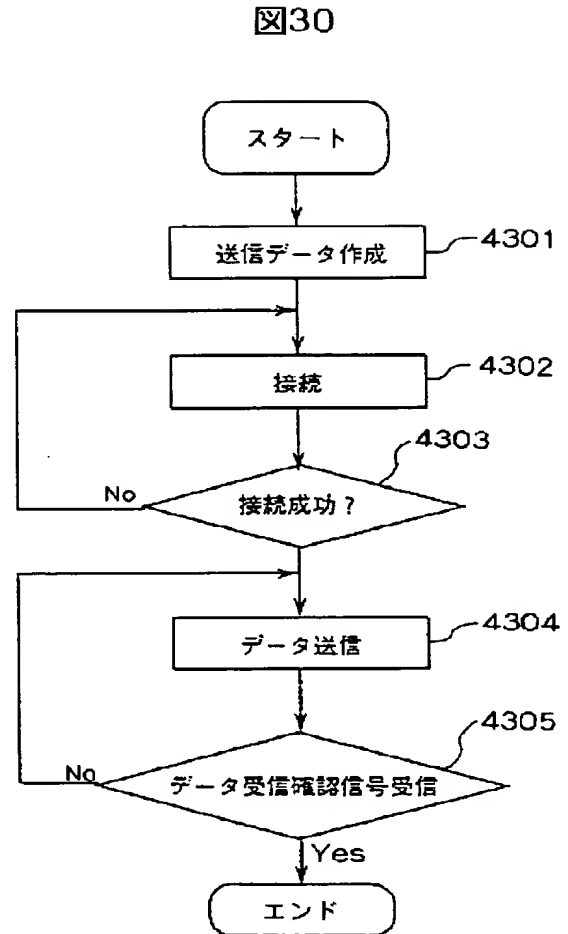 図30
スタート
送信データ作成
4301
接続
4302
4303
No
接続成功?
データ送信
4304
4305
No
データ受信確認信号受信
Yes
エンド